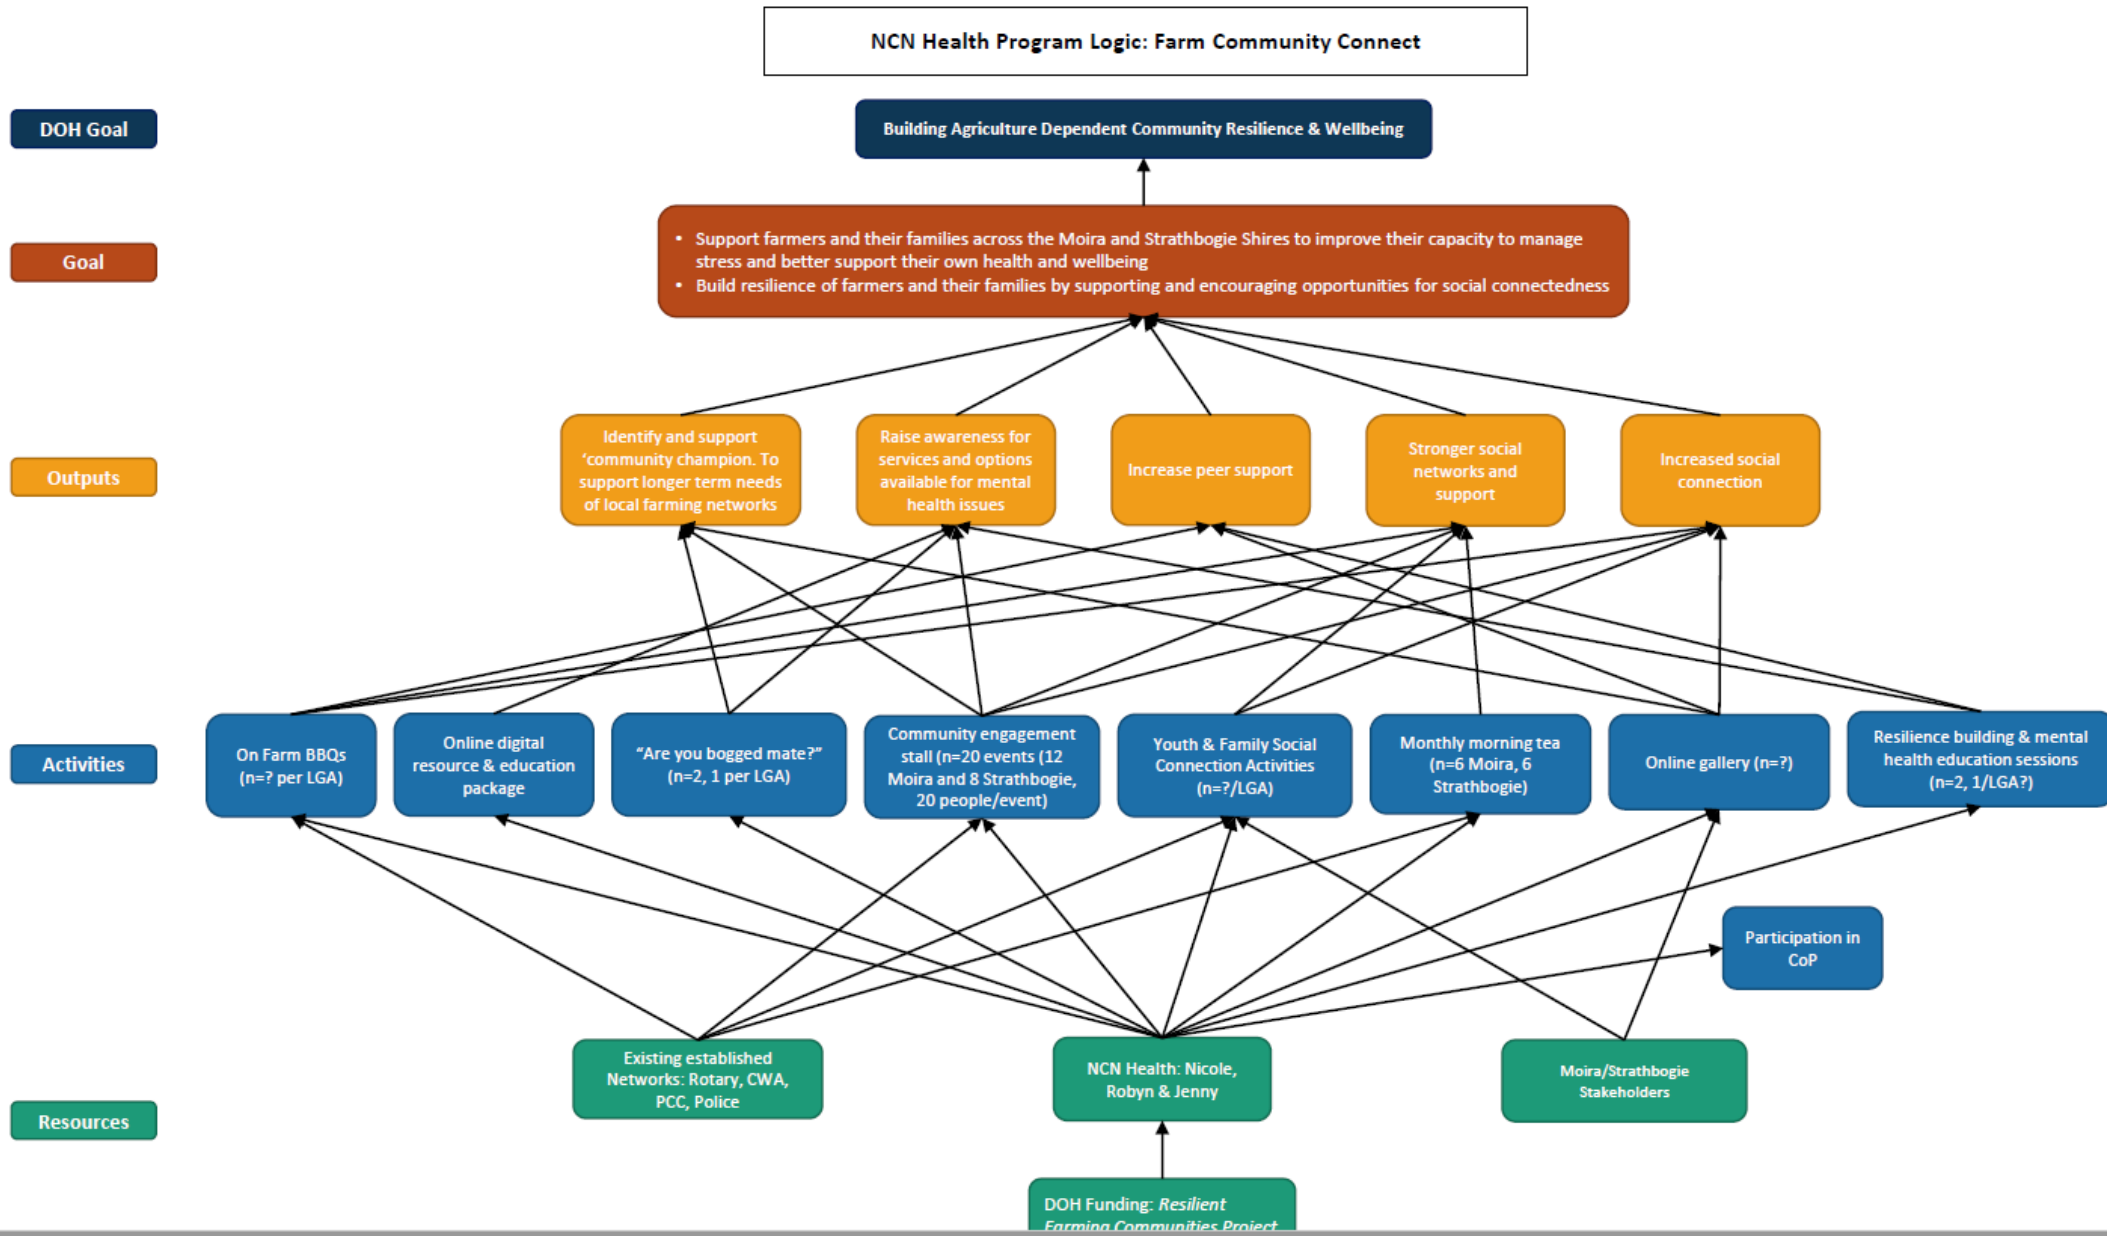 NCN Health Program Logic: Farm Community Connect
DOH Goal
Building Agriculture Dependent Community Resilience & Wellbeing
Goal
• Support farmers and their families across the Moira and Strathbogie Shires to improve their capacity to manage
stress and better support their own health and wellbeing
• Build resilience of farmers and their families by supporting and encouraging opportunities for social connectedness
Outputs
Identify and support
‘community champion. To
support longer term needs
of local farming networks
Raise awareness for
services and options
available for mental
health issues
Increase peer support
Stronger social
networks and
support
Increased social
connection
Activities
On Farm BBQs
(n=? per LGA)
Online digital
resource & education
package
“Are you bogged mate?”
(n=2, 1 per LGA)
Community engagement
stall (n=20 events (12
Moira and 8 Strathbogie,
20 people/event)
Youth & Family Social
Connection Activities
(n=?/LGA)
Monthly morning tea
(n=6 Moira, 6
Strathbogie)
Online gallery (n=?)
Resilience building & mental
health education sessions
(n=2, 1/LGA?)
Participation in
CoP
Resources
Existing established
Networks: Rotary, CWA,
PCC, Police
NCN Health: Nicole,
Robyn & Jenny
Moira/Strathbogie
Stakeholders
DOH Funding: Resilient
Farming Communities Project